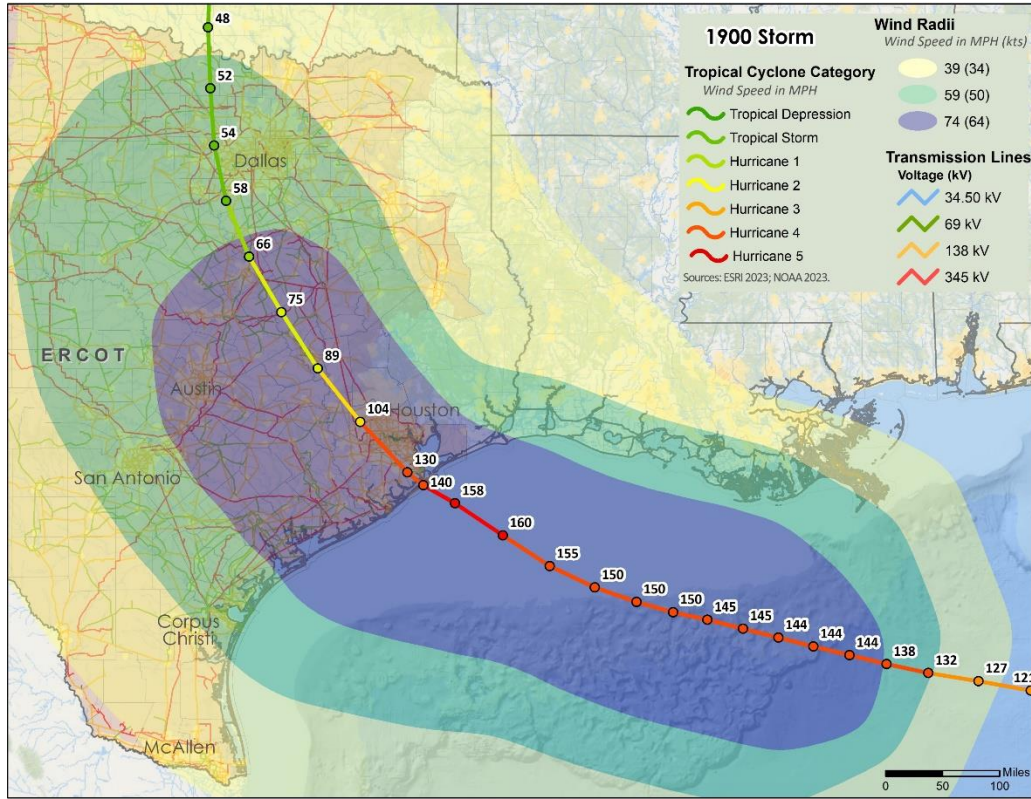 48
52
54
Dallas
58
66
75
ERCOT
89
Austin
104
Houston
130
San Antonio
140
158
160
155
150
150
150
145
145
144
144
144
138
132
127
Corpus
Christi
McAllen
1900 Storm
Tropical Cyclone Category
Wind Speed in MPH
Tropical Depression
Tropical Storm
Hurricane 1
Hurricane 2
Hurricane 3
Hurricane 4
Hurricane 5
Sources: ESRI 2023; NOAA 2023.
Wind Radii
Wind Speed in MPH (kts)
39 (34)
59 (50)
74 (64)
Transmission Lines
Voltage (kV)
34.50 kV
69 kV
138 kV
345 kV
Miles
0 50 100